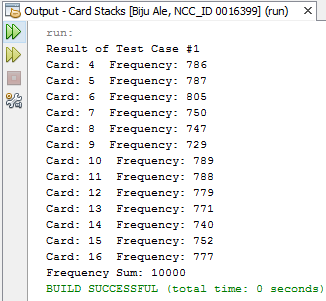 Output - Card Stacks [Biju Ale, NCC_ID 0016399] (run)
run:
Result of Test Case #1
Card: 4  Frequency: 786
Card: 5  Frequency: 787
Card: 6  Frequency: 805
Card: 7  Frequency: 750
Card: 8  Frequency: 747
Card: 9  Frequency: 729
Card: 10  Frequency: 789
Card: 11  Frequency: 788
Card: 12  Frequency: 779
Card: 13  Frequency: 771
Card: 14  Frequency: 740
Card: 15  Frequency: 752
Card: 16  Frequency: 777
Frequency Sum: 10000
BUILD SUCCESSFUL (total time: 0 seconds)